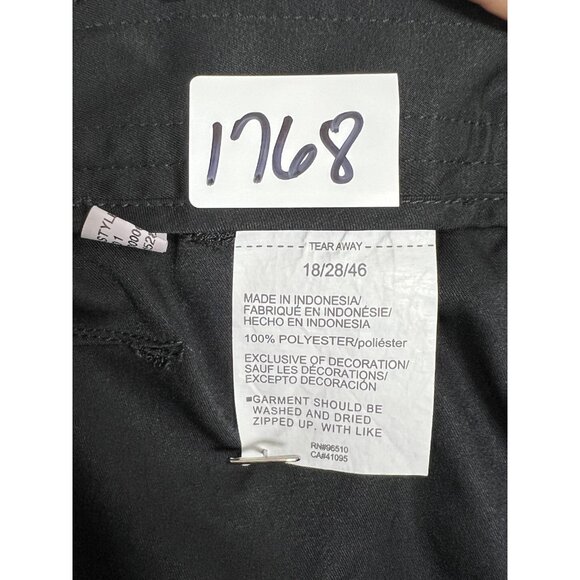 1768
STYLE
TEAR AWAY
18/28/46
MADE IN INDONESIA/
FABRIQUÉ EN INDONÉSIE/
HECHO EN INDONESIA
100% POLYESTER/poliéster
EXCLUSIVE OF DECORATION/
SAUF LES DÉCORATIONS/
EXCEPTO DECORACIÓN
■GARMENT SHOULD BE
WASHED AND DRIED
ZIPPED UP. WITH LIKE
RN#96510
CA#41095